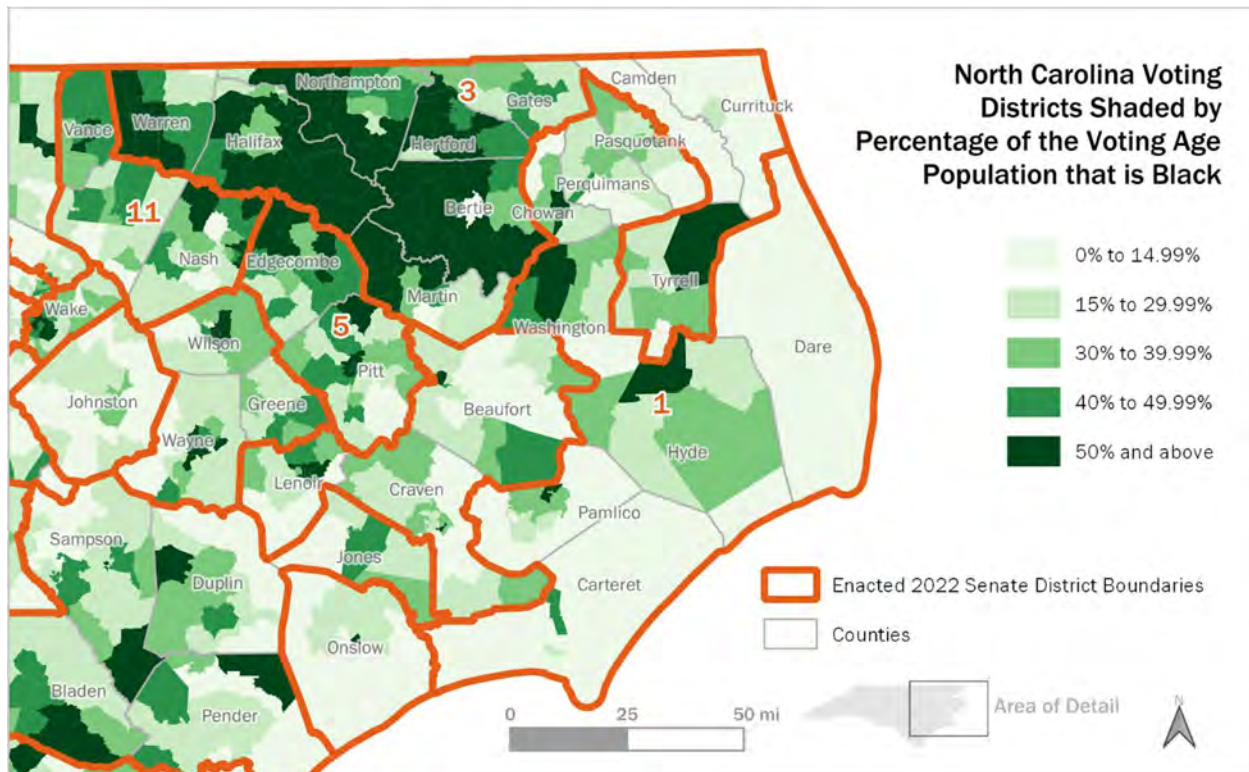 North Carolina Voting
Districts Shaded by
Percentage of the Voting Age
Population that is Black
0% to 14.99%
15% to 29.99%
30% to 39.99%
40% to 49.99%
50% and above
Enacted 2022 Senate District Boundaries
Counties
Area of Detail
N
0 25 50 mi
Northampton
3
Camden
Gates
Currituck
Vance
Warren
Halifax
Hertford
Pasquotank
Perquimans
11
Bertie
Chowan
Nash
Edgecombe
Tyrrell
Martin
Wake
5
Washington
Wilson
Dare
Pitt
Johnston
Greene
Beaufort
1
Wayne
Hyde
Lenoir
Craven
Pamlico
Sampson
Jones
Duplin
Carteret
Onslow
Bladen
Pender